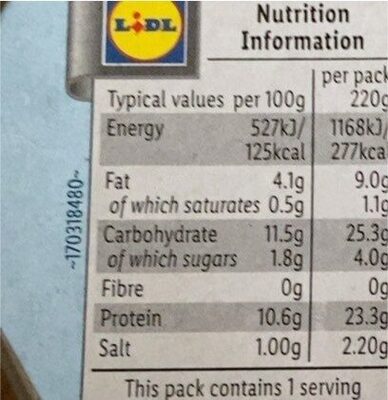 LIDL
Nutrition
Information
per pack
Typical values per 100g 220g
Energy 527kJ/ 1168kJ/
125kcal 277kcal
Fat 4.1g 9.0g
of which saturates 0.5g 1.1g
Carbohydrate 11.5g 25.3g
of which sugars 1.8g 4.0g
Fibre 0g 0g
Protein 10.6g 23.3g
Salt 1.00g 2.20g
This pack contains 1 serving
~170318480~